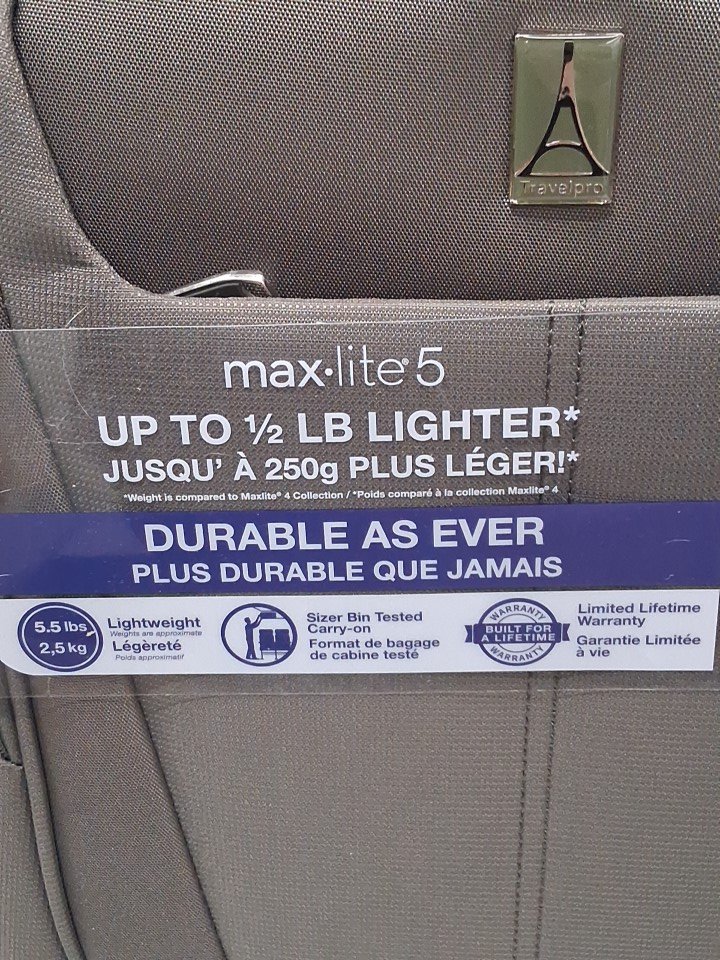 Travelpro
max·lite® 5
UP TO ½ LB LIGHTER*
JUSQU' À 250g PLUS LÉGER!*
*Weight is compared to Maxlite® 4 Collection / *Poids comparé à la collection Maxlite® 4
DURABLE AS EVER
PLUS DURABLE QUE JAMAIS
5.5 lbs
2,5 kg
Lightweight
Weights are approximate
Légèreté
Poids approximatif
Sizer Bin Tested
Carry-on
Format de bagage
de cabine testé
WARRANTY
BUILT FOR
A LIFETIME
WARRANTY
Limited Lifetime
Warranty
Garantie Limitée
à vie